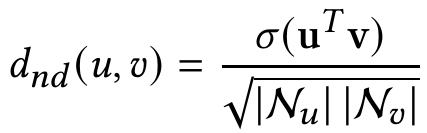 $d_{nd}(u, v) = \frac{\sigma(\mathbf{u}^T \mathbf{v})}{\sqrt{|\mathcal{N}_u| \, |\mathcal{N}_v|}}$